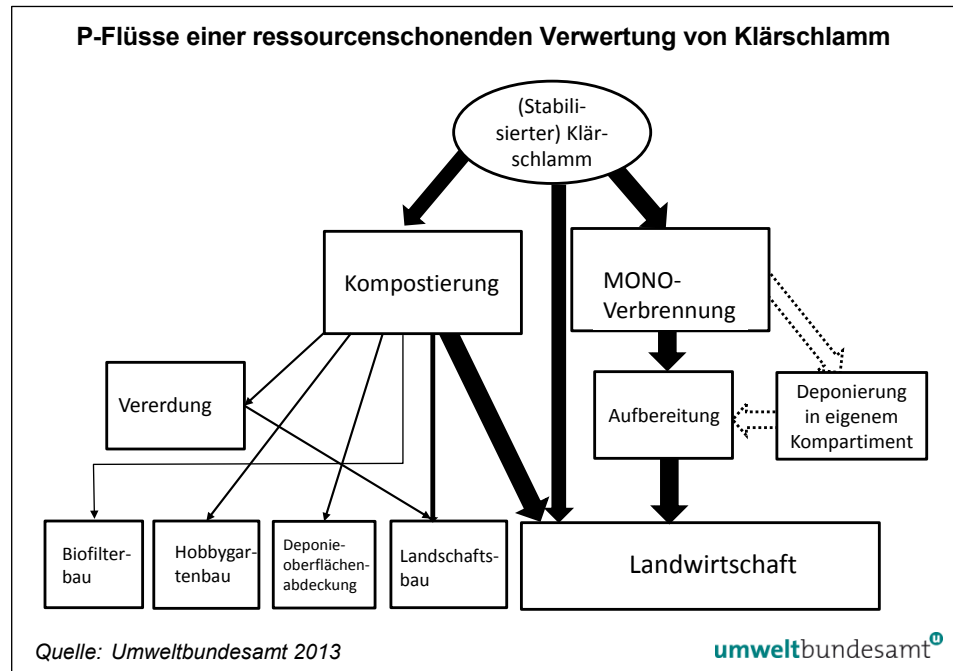 P-Flüsse einer ressourcenschonenden Verwertung von Klärschlamm
(Stabili-
sierter) Klär-
schlamm
Kompostierung
MONO-
Verbrennung
Vererdung
Aufbereitung
Deponierung
in eigenem
Kompartiment
Biofilter-
bau
Hobbygar-
tenbau
Deponie-
oberflächen-
abdeckung
Landschafts-
bau
Landwirtschaft
Quelle: Umweltbundesamt 2013
umweltbundesamt u